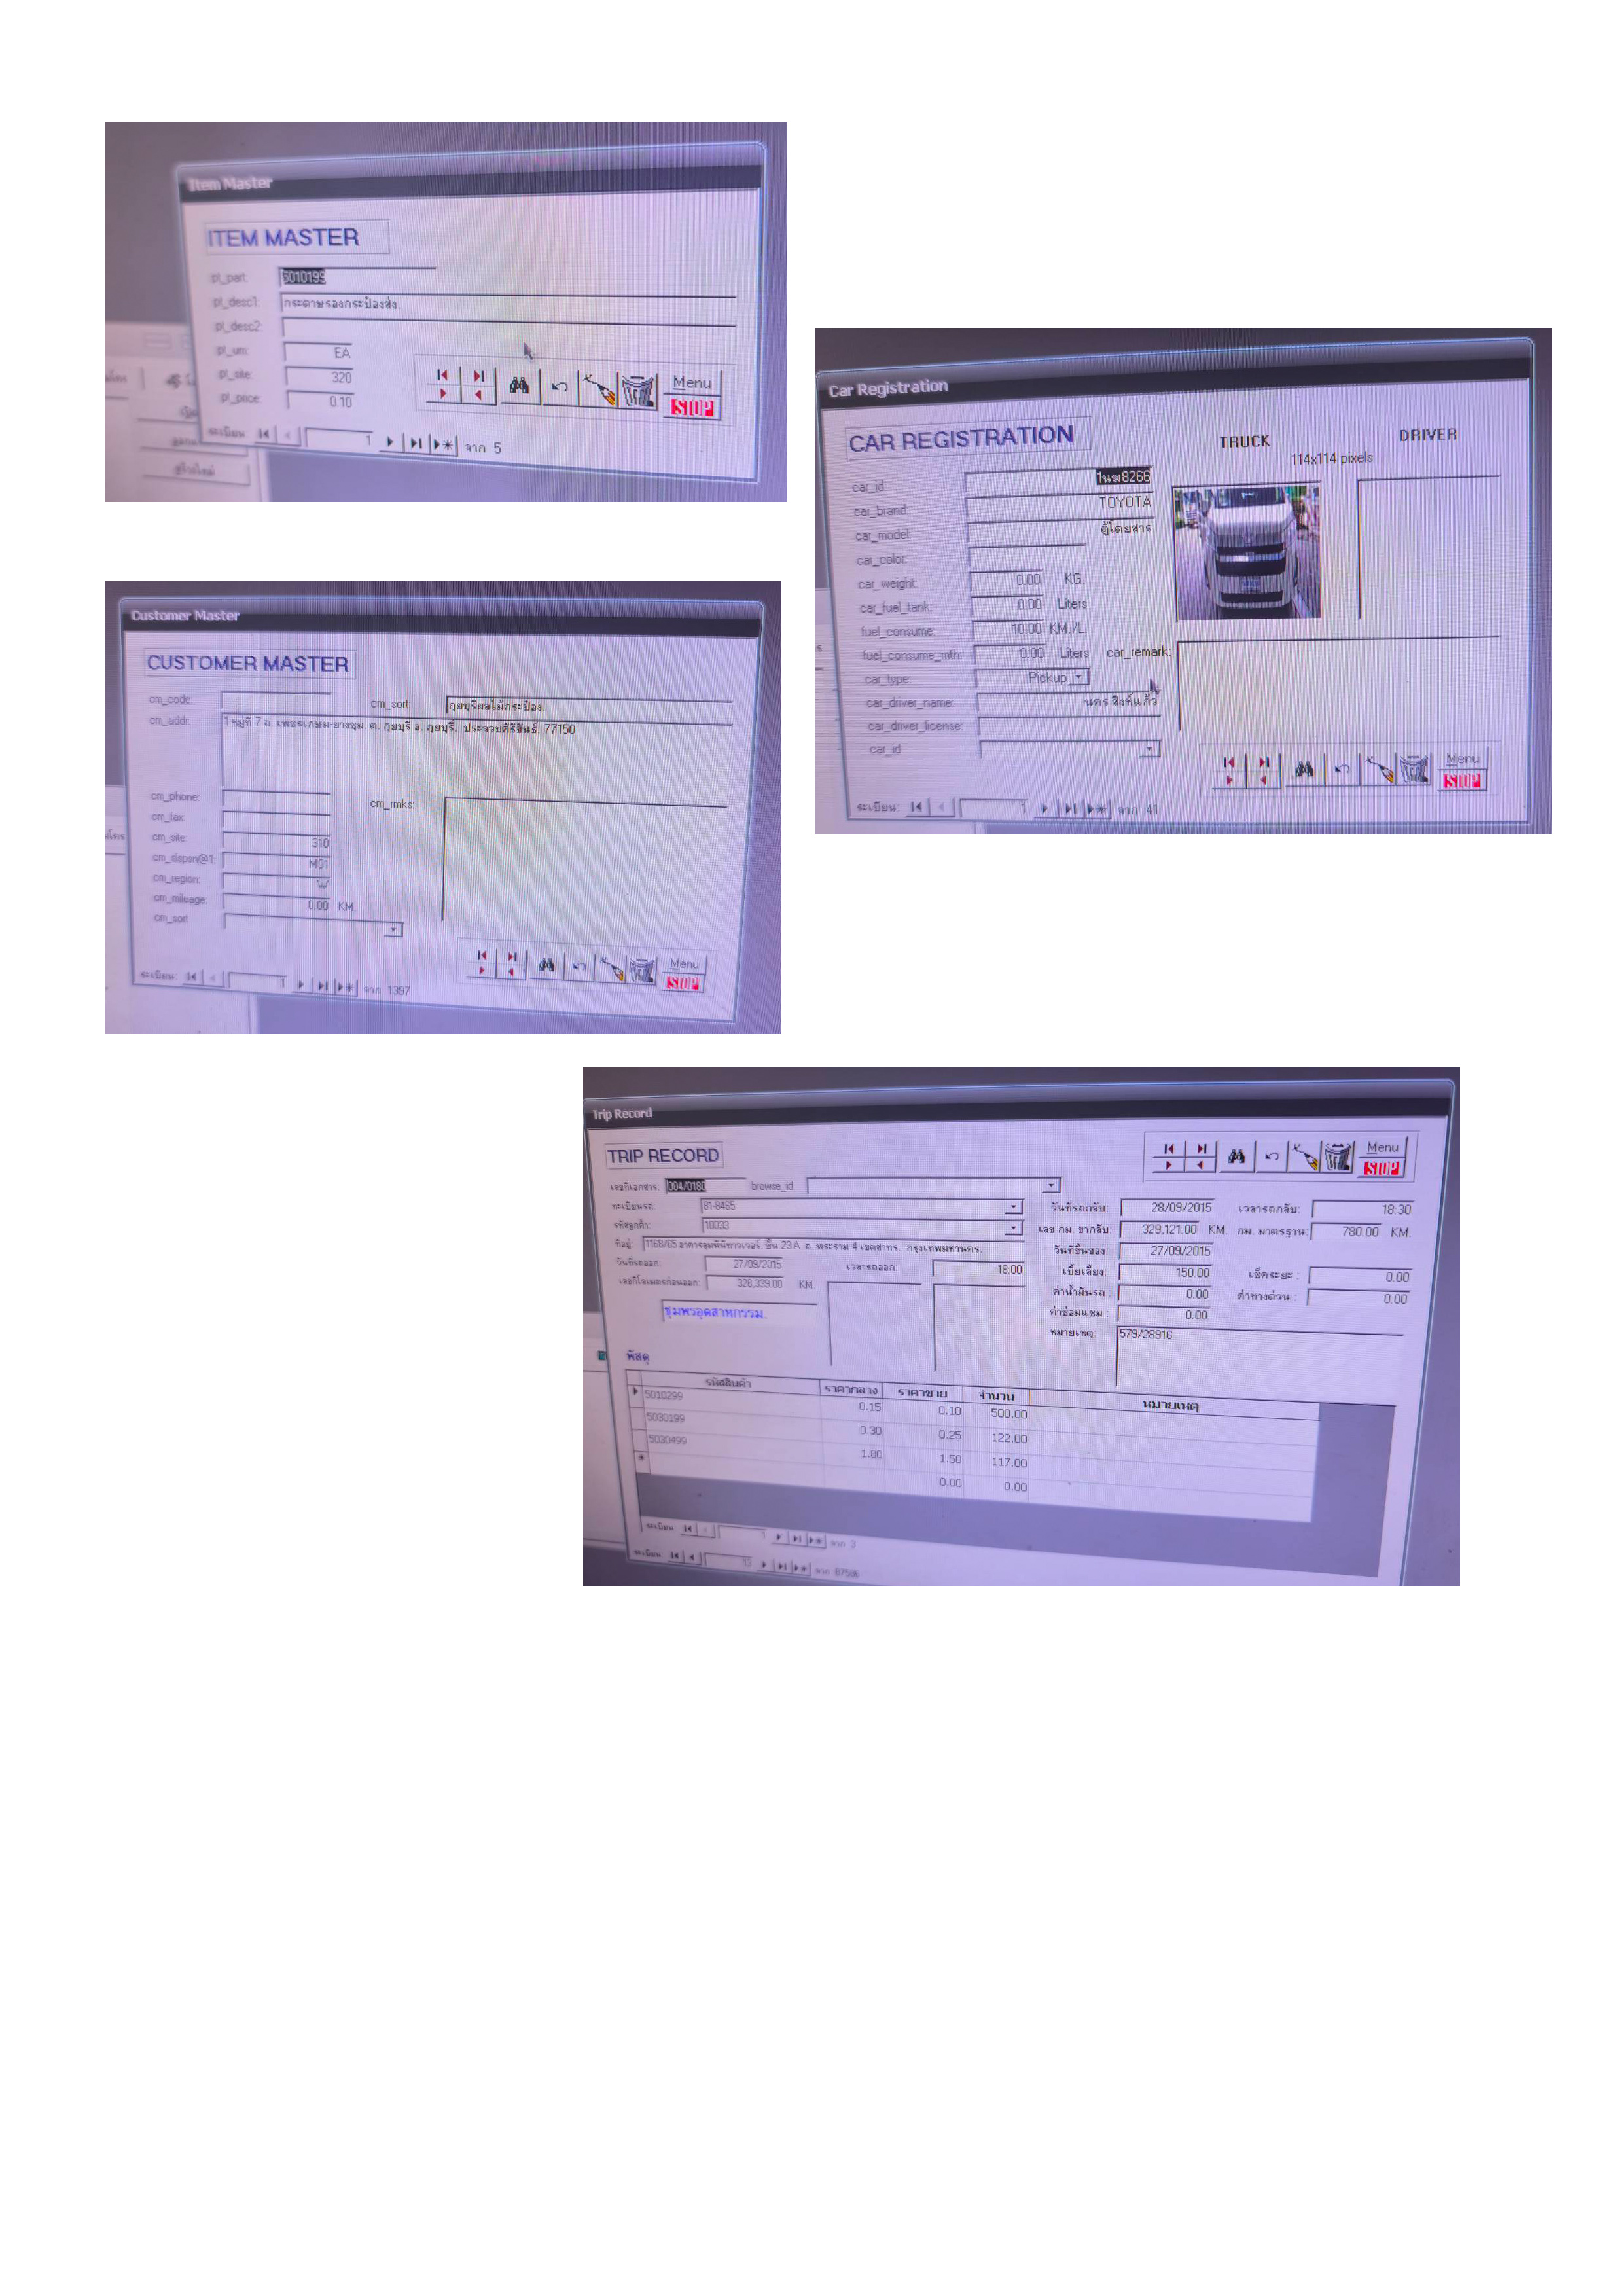 Item Master
ITEM MASTER
pl_part: 5010199
pl_desc1: กระดาษรองกระป๋องส่ง.
pl_desc2:
pl_um: EA
pl_site: 320
pl_price: 0.10
Menu
STOP
ระเบียน: 1 จาก 5
Car Registration
CAR REGISTRATION
TRUCK
DRIVER
114x114 pixels
car_id: 1นฆ8266
car_brand: TOYOTA
car_model: ตู้โดยสาร
car_color:
car_weight: 0.00 KG.
car_fuel_tank: 0.00 Liters
fuel_consume: 10.00 KM./L.
fuel_consume_mth: 0.00 Liters car_remark:
car_type: Pickup
car_driver_name: นคร สิงห์แก้ว
car_driver_license:
car_id
Menu
STOP
ระเบียน: 1 จาก 41
Customer Master
CUSTOMER MASTER
cm_code: cm_sort: กุยบุรีผลไม้กระป๋อง.
cm_addr: 1 หมู่ที่ 7 ถ. เพชรเกษม-ยางชุม. ต. กุยบุรี อ. กุยบุรี. ประจวบคีรีขันธ์. 77150
cm_phone: cm_rmks:
cm_fax:
cm_site: 310
cm_slspsn@1: M01
cm_region: W
cm_mileage: 0.00 KM.
cm_sort
Menu
STOP
ระเบียน: 1 จาก 1397
Trip Record
TRIP RECORD
Menu
STOP
เลขที่เอกสาร: 004/0180 browse_id
ทะเบียนรถ: 81-8465 วันที่รถกลับ: 28/09/2015 เวลารถกลับ: 18:30
รหัสลูกค้า: 10033 เลข กม. ขากลับ: 329,121.00 KM. กม. มาตรฐาน: 780.00 KM.
ที่อยู่: 1168/65 อาคารลุมพินีทาวเวอร์. ชั้น 23 A ถ. พระราม 4 เขตสาทร. กรุงเทพมหานคร. วันที่ขึ้นของ: 27/09/2015
วันที่รถออก: 27/09/2015 เวลารถออก: 18:00 เบี้ยเลี้ยง: 150.00 เช็คระยะ : 0.00
เลขกิโลเมตรก่อนออก: 328,339.00 KM. ค่าน้ำมันรถ : 0.00 ค่าทางด่วน : 0.00
ชุมพรอุตสาหกรรม. ค่าซ่อมแซม : 0.00
หมายเหตุ: 579/28916
พัสดุ
รหัสสินค้า ราคากลาง ราคาขาย จำนวน หมายเหตุ
5010299 0.15 0.10 500.00
5030199 0.30 0.25 122.00
5030499 1.80 1.50 117.00
0.00 0.00
ระเบียน 1 จาก 3
ระเบียน จาก